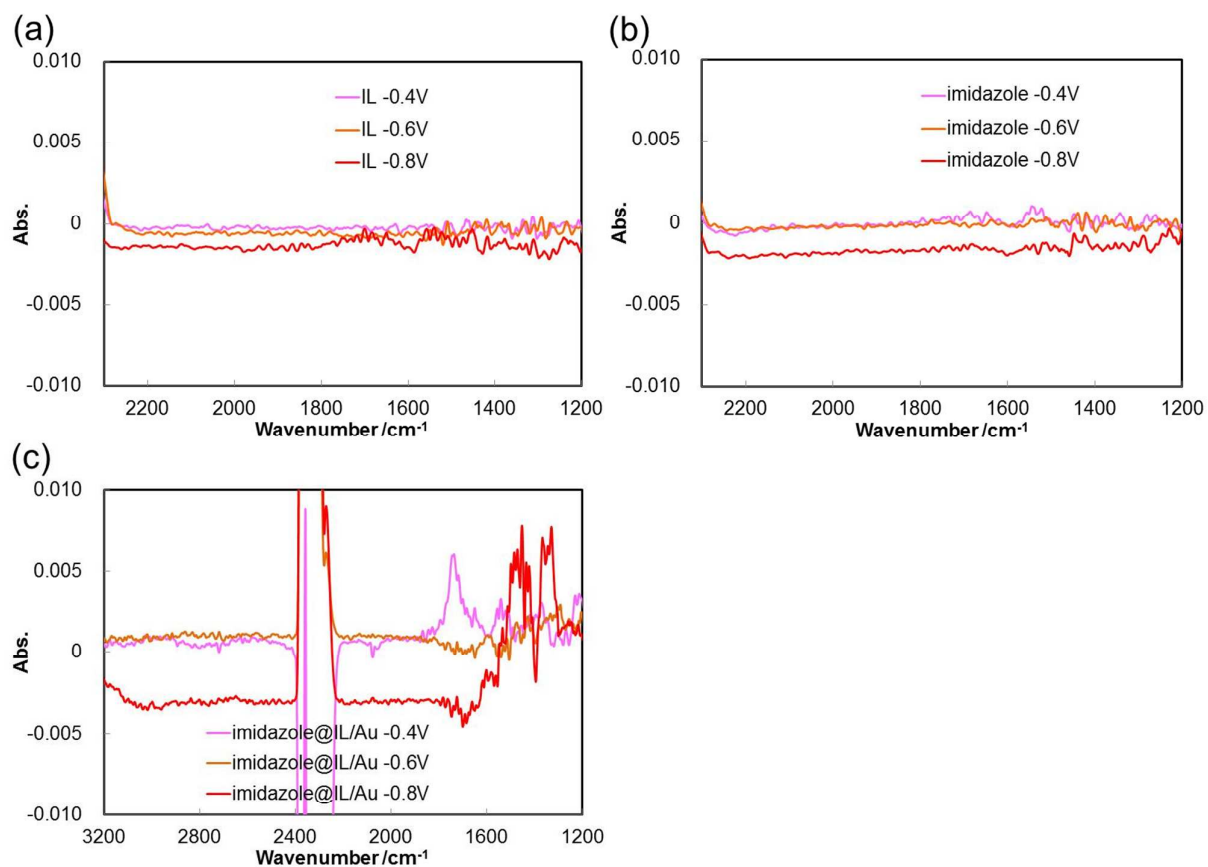 (a)
0.010
0.005
0
-0.005
-0.010
Abs.
IL -0.4V
IL -0.6V
IL -0.8V
2200 2000 1800 1600 1400 1200
Wavenumber /cm-1
(b)
0.010
0.005
0
-0.005
-0.010
Abs.
imidazole -0.4V
imidazole -0.6V
imidazole -0.8V
2200 2000 1800 1600 1400 1200
Wavenumber /cm-1
(c)
0.010
0.005
0
-0.005
-0.010
Abs.
imidazole@IL/Au -0.4V
imidazole@IL/Au -0.6V
imidazole@IL/Au -0.8V
3200 2800 2400 2000 1600 1200
Wavenumber /cm-1